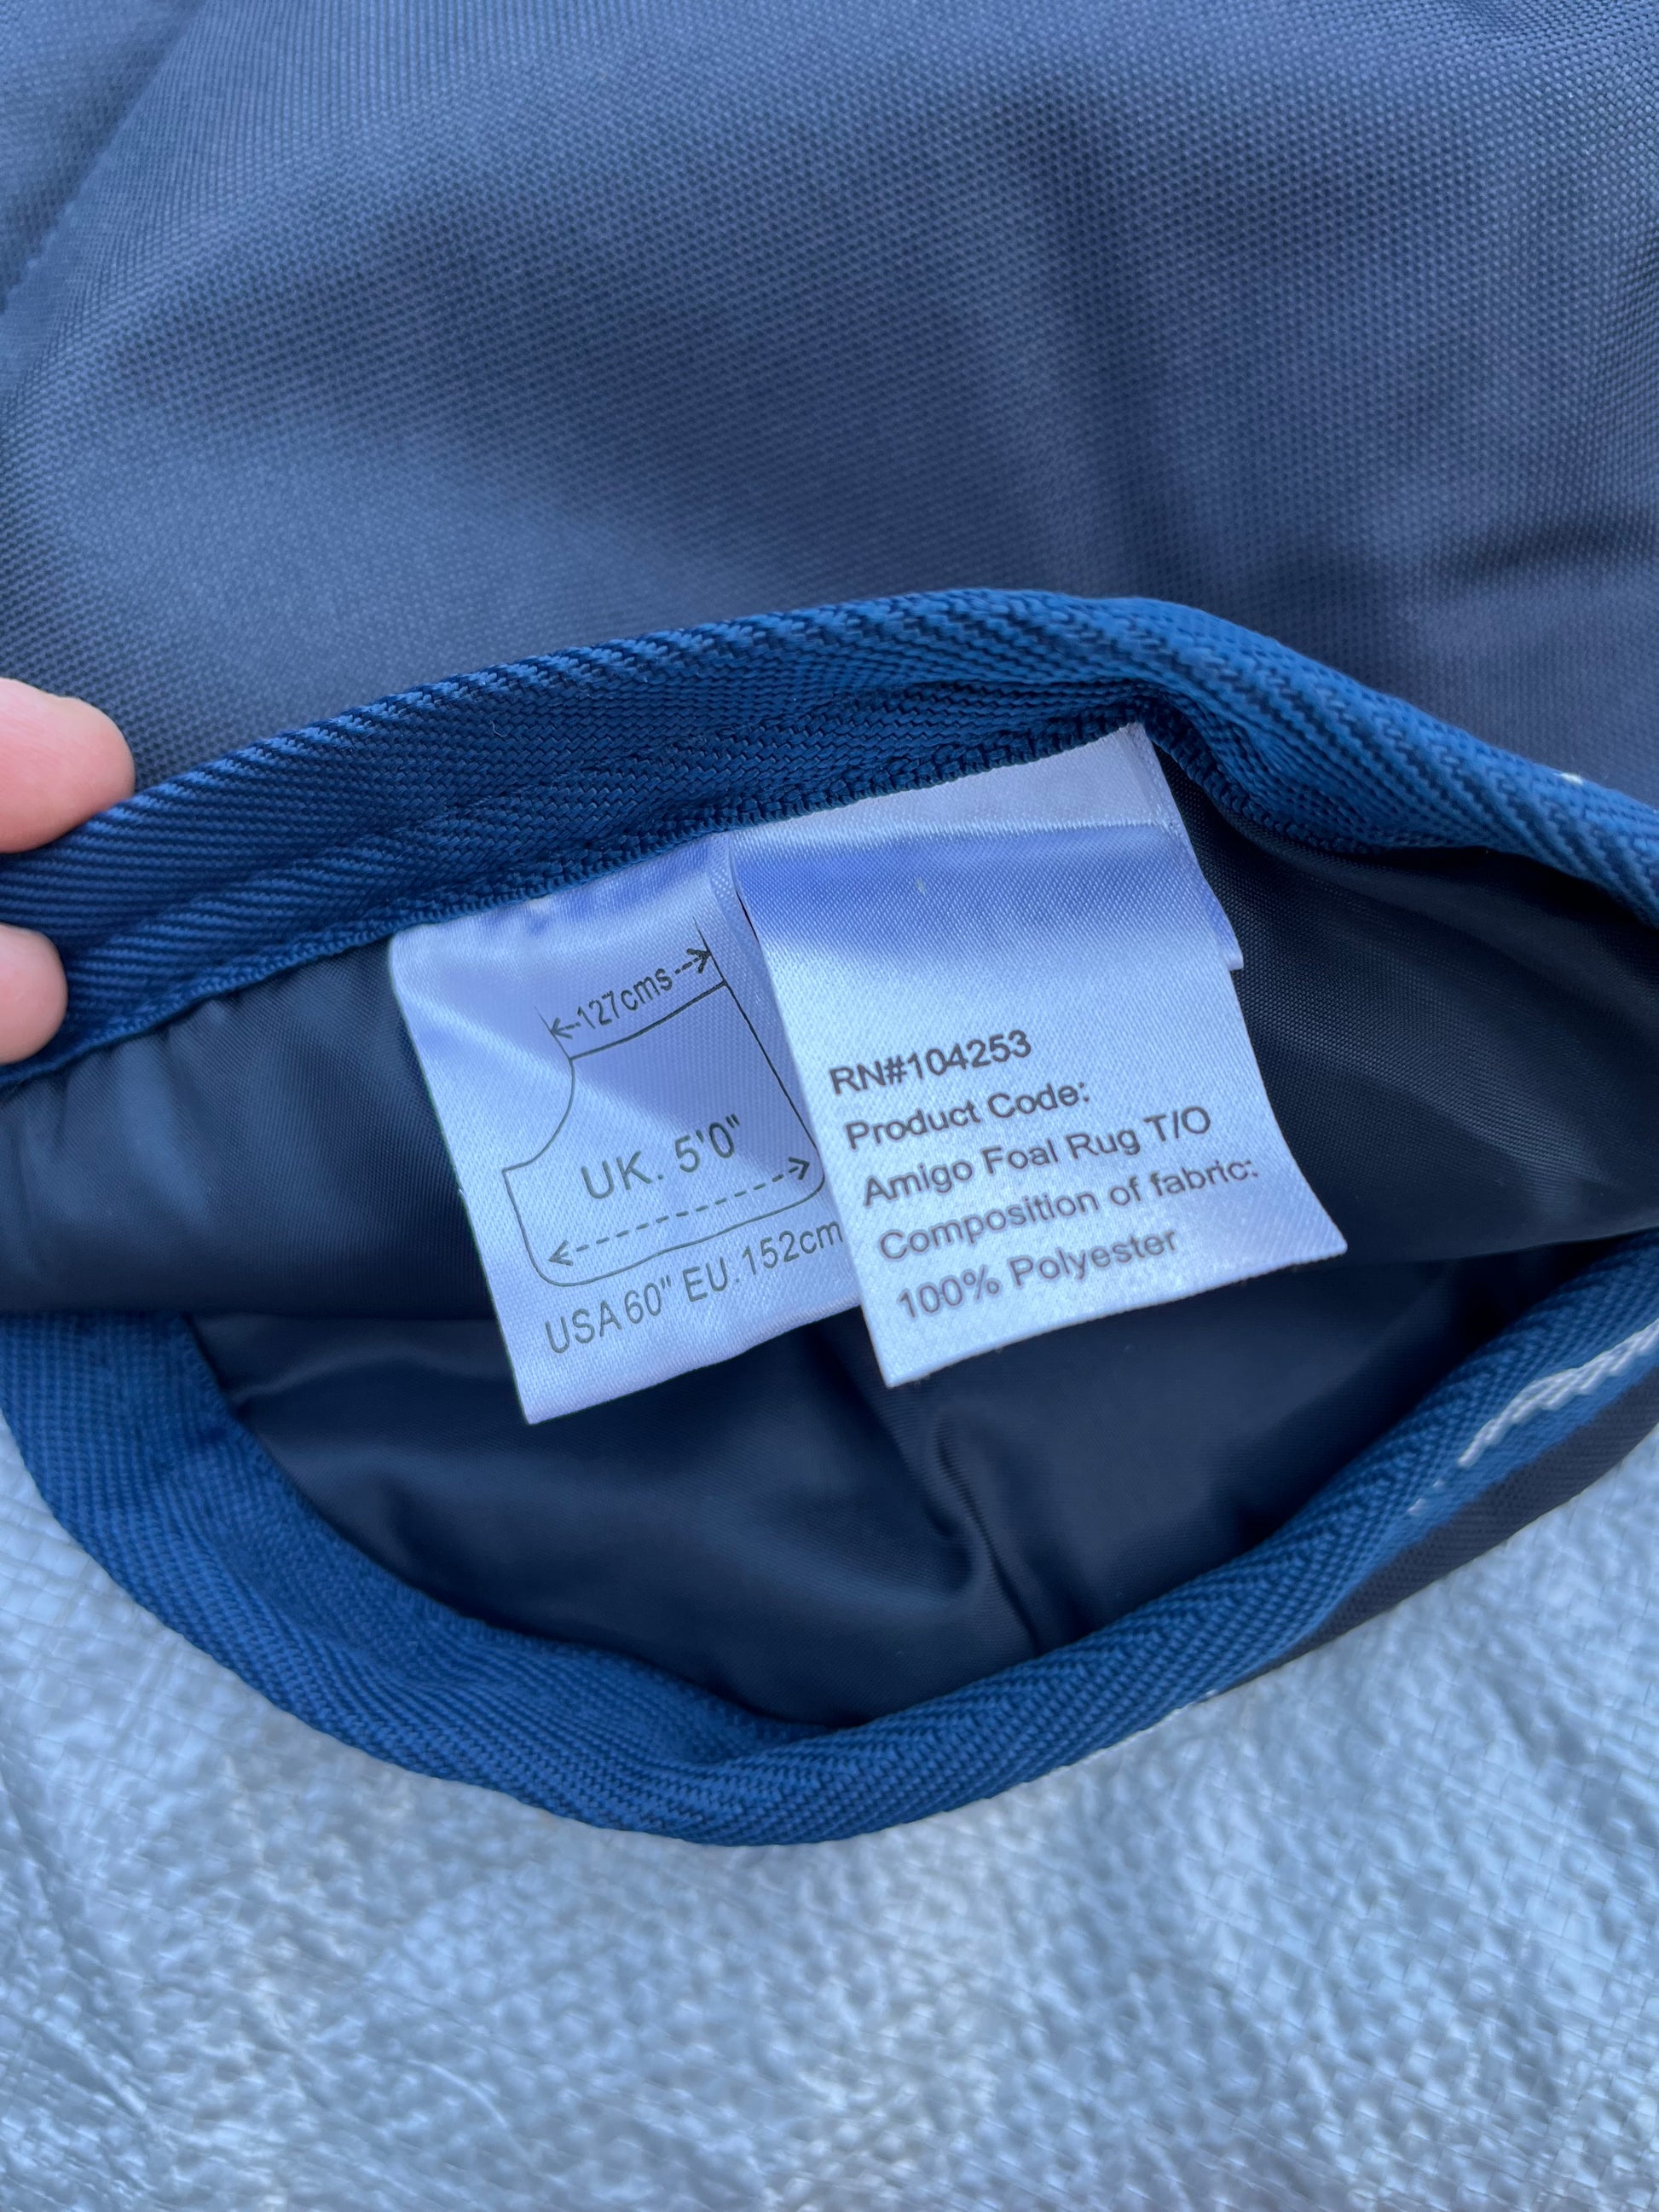 127cms
UK. 5'0"
USA 60" EU. 152cm
RN#104253
Product Code:
Amigo Foal Rug T/O
Composition of fabric:
100% Polyester